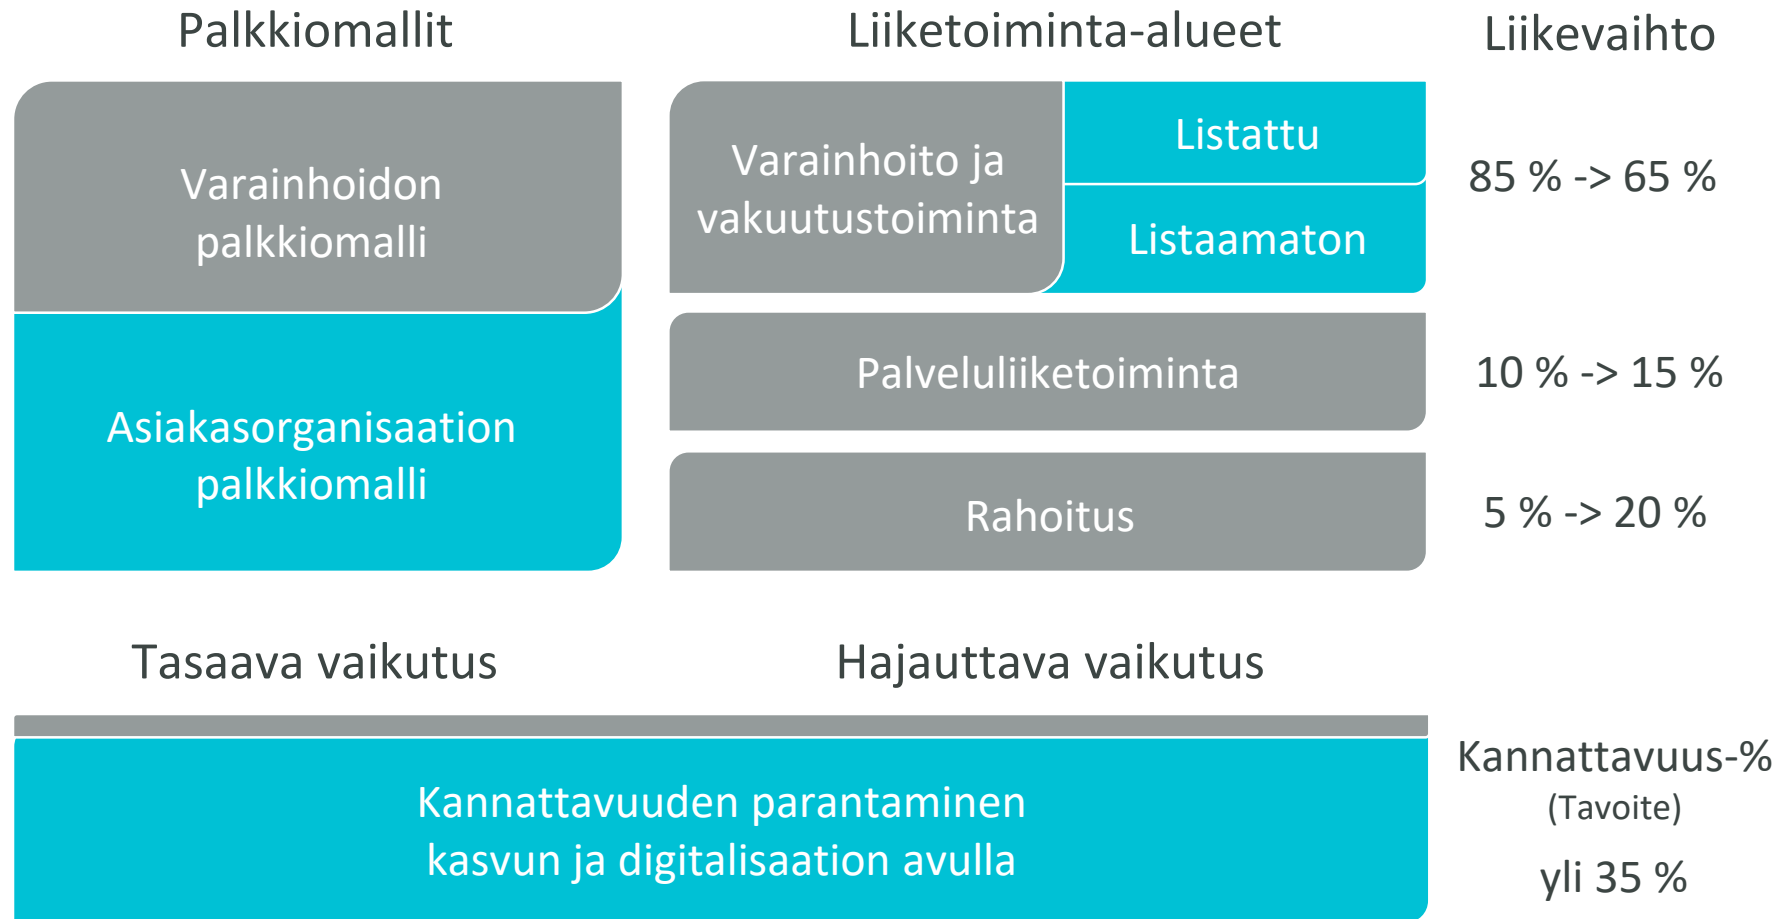 Palkkiomallit
Liiketoiminta-alueet
Liikevaihto
Varainhoidon
palkkiomalli
Asiakasorganisaation
palkkiomalli
Varainhoito ja
vakuutustoiminta
Listattu
Listaamaton
85 % -> 65 %
Palveluliiketoiminta
10 % -> 15 %
Rahoitus
5 % -> 20 %
Tasaava vaikutus
Hajauttava vaikutus
Kannattavuuden parantaminen
kasvun ja digitalisaation avulla
Kannattavuus-%
(Tavoite)
yli 35 %